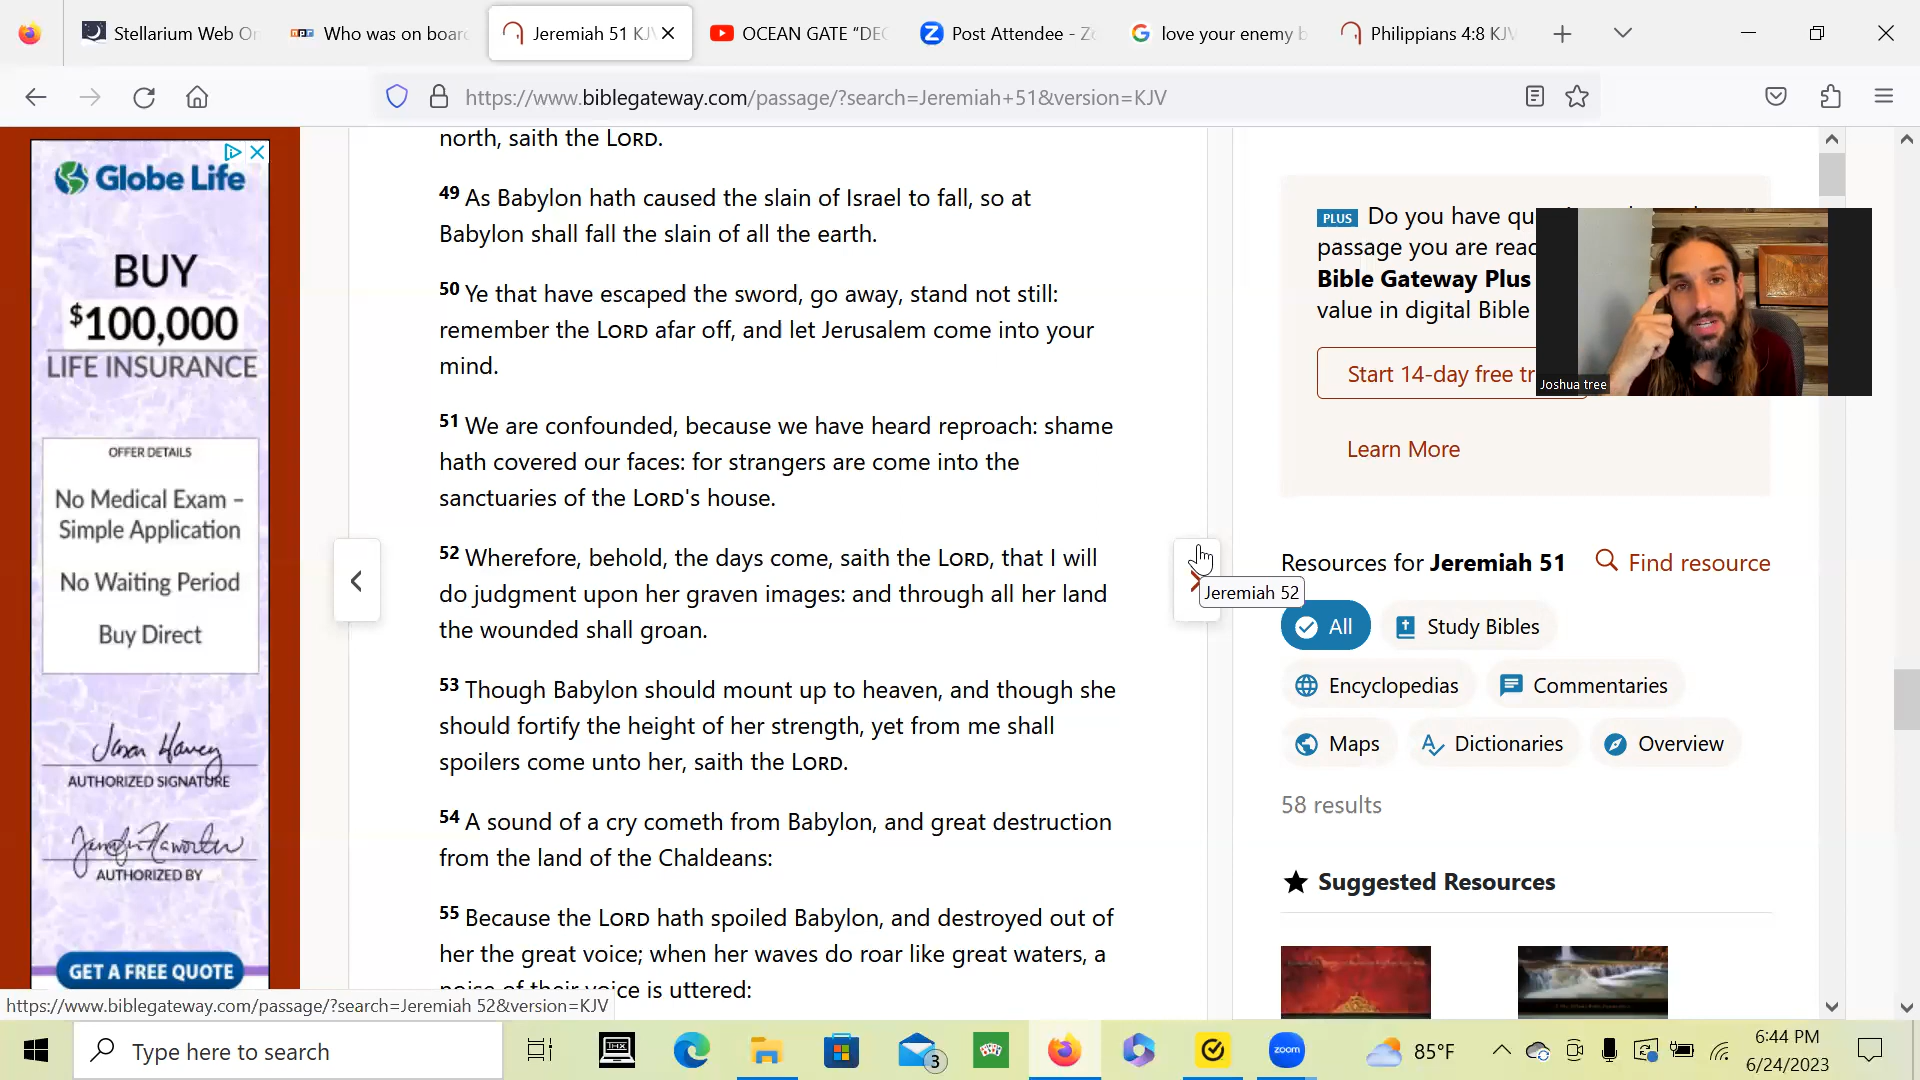 Stellarium Web On
npr
Who was on boar
Jeremiah 51 KJV
OCEAN GATE "DEC
Post Attendee - Zo
love your enemy b
Philippians 4:8 KJV
https://www.biblegateway.com/passage/?search=Jeremiah+51&version=KJV
Globe Life
BUY
$100,000
LIFE INSURANCE
OFFER DETAILS
No Medical Exam –
Simple Application
No Waiting Period
Buy Direct
AUTHORIZED SIGNATURE
AUTHORIZED BY
GET A FREE QUOTE
north, saith the LORD.
49 As Babylon hath caused the slain of Israel to fall, so at
Babylon shall fall the slain of all the earth.
50 Ye that have escaped the sword, go away, stand not still:
remember the LORD afar off, and let Jerusalem come into your
mind.
51 We are confounded, because we have heard reproach: shame
hath covered our faces: for strangers are come into the
sanctuaries of the LORD's house.
52 Wherefore, behold, the days come, saith the LORD, that I will
do judgment upon her graven images: and through all her land
the wounded shall groan.
53 Though Babylon should mount up to heaven, and though she
should fortify the height of her strength, yet from me shall
spoilers come unto her, saith the LORD.
54 A sound of a cry cometh from Babylon, and great destruction
from the land of the Chaldeans:
55 Because the LORD hath spoiled Babylon, and destroyed out of
her the great voice; when her waves do roar like great waters, a
noise of their voice is uttered:
Jeremiah 52
PLUS Do you have qu
passage you are read
Bible Gateway Plus
value in digital Bible
Start 14-day free tr
Learn More
Joshua tree
Resources for Jeremiah 51
Find resource
All
Study Bibles
Encyclopedias
Commentaries
Maps
Dictionaries
Overview
58 results
Suggested Resources
https://www.biblegateway.com/passage/?search=Jeremiah 52&version=KJV
Type here to search
THX
3
zoom
85°F
6:44 PM
6/24/2023